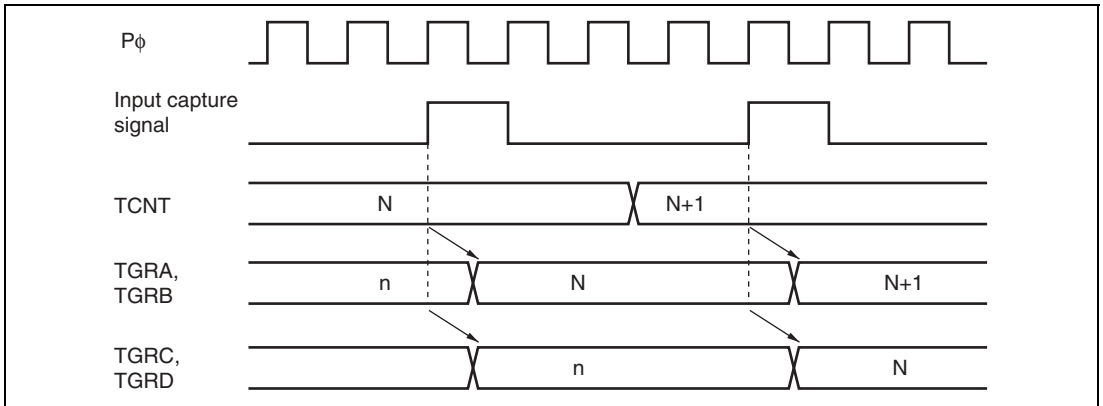 Pϕ
Input capture
signal
TCNT
N
N+1
TGRA,
TGRB
n
N
N+1
TGRC,
TGRD
n
N